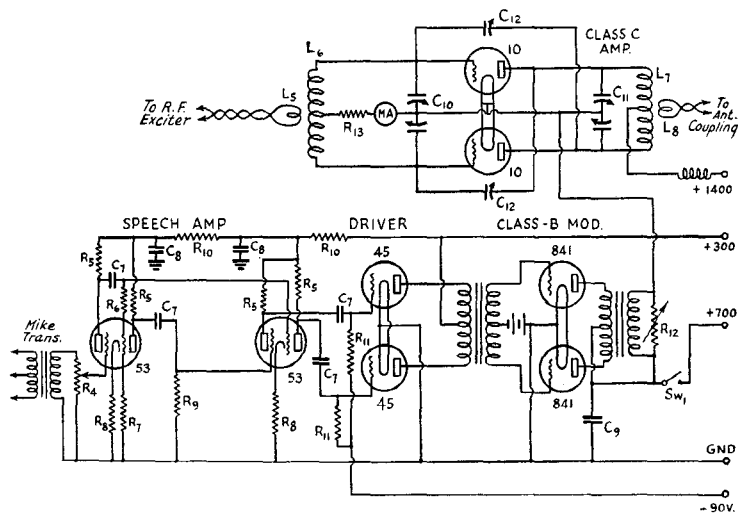 C12
CLASS C
AMP.
L6
10
L7
L5
To R.F.
Exciter
R13
MA
C10
C11
To
Ant.
Coupling
L8
10
C12
+ 1400
SPEECH AMP
DRIVER
CLASS-B MOD.
R5
C7
C8
R10
C8
R10
45
841
+300
R6
R5
C7
R5
R5
C7
+700
Mike
Trans.
R4
53
53
C7
R11
R12
R8
R7
R9
R8
R11
45
841
Sw1
C9
GND
- 90V.